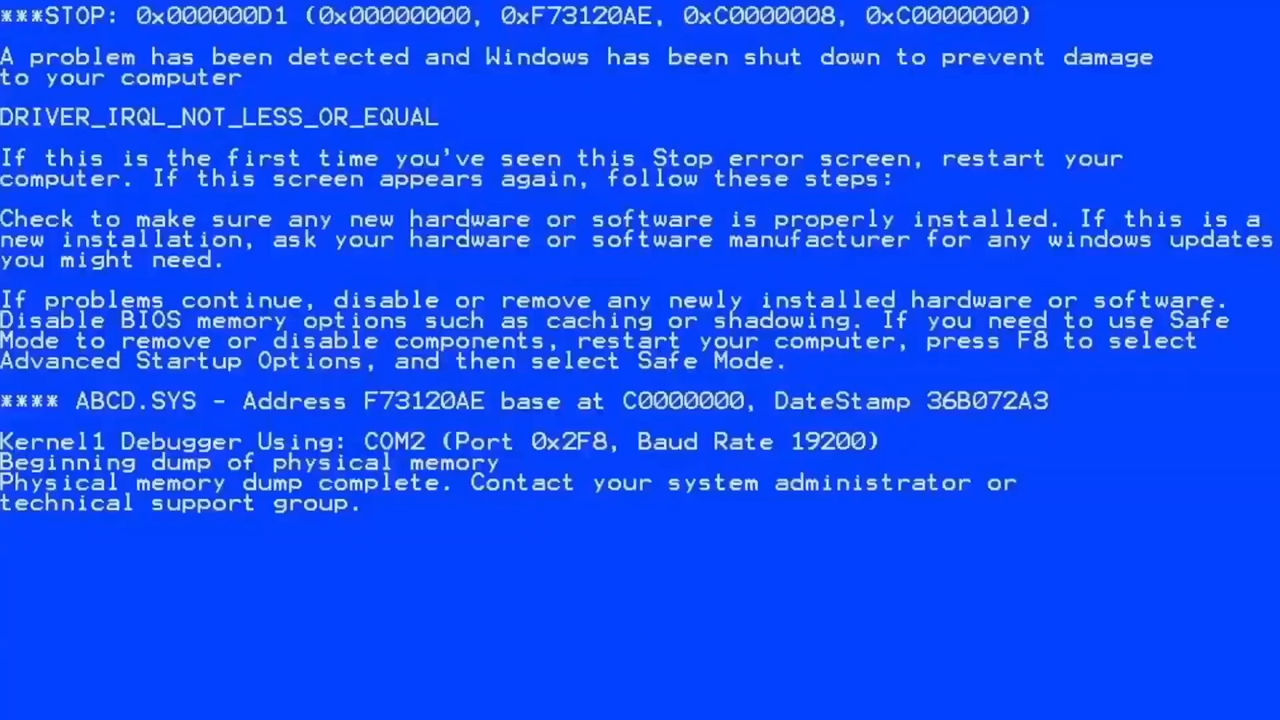 ***STOP: 0x000000D1 (0x00000000, 0xF73120AE, 0xC0000008, 0xC0000000)
A problem has been detected and Windows has been shut down to prevent damage
to your computer
DRIVER_IRQL_NOT_LESS_OR_EQUAL
If this is the first time you've seen this Stop error screen, restart your
computer. If this screen appears again, follow these steps:
Check to make sure any new hardware or software is properly installed. If this is a
new installation, ask your hardware or software manufacturer for any windows updates
you might need.
If problems continue, disable or remove any newly installed hardware or software.
Disable BIOS memory options such as caching or shadowing. If you need to use Safe
Mode to remove or disable components, restart your computer, press F8 to select
Advanced Startup Options, and then select Safe Mode.
**** ABCD.SYS - Address F73120AE base at C0000000, DateStamp 36B072A3
Kernel1 Debugger Using: COM2 (Port 0x2F8, Baud Rate 19200)
Beginning dump of physical memory
Physical memory dump complete. Contact your system administrator or
technical support group.